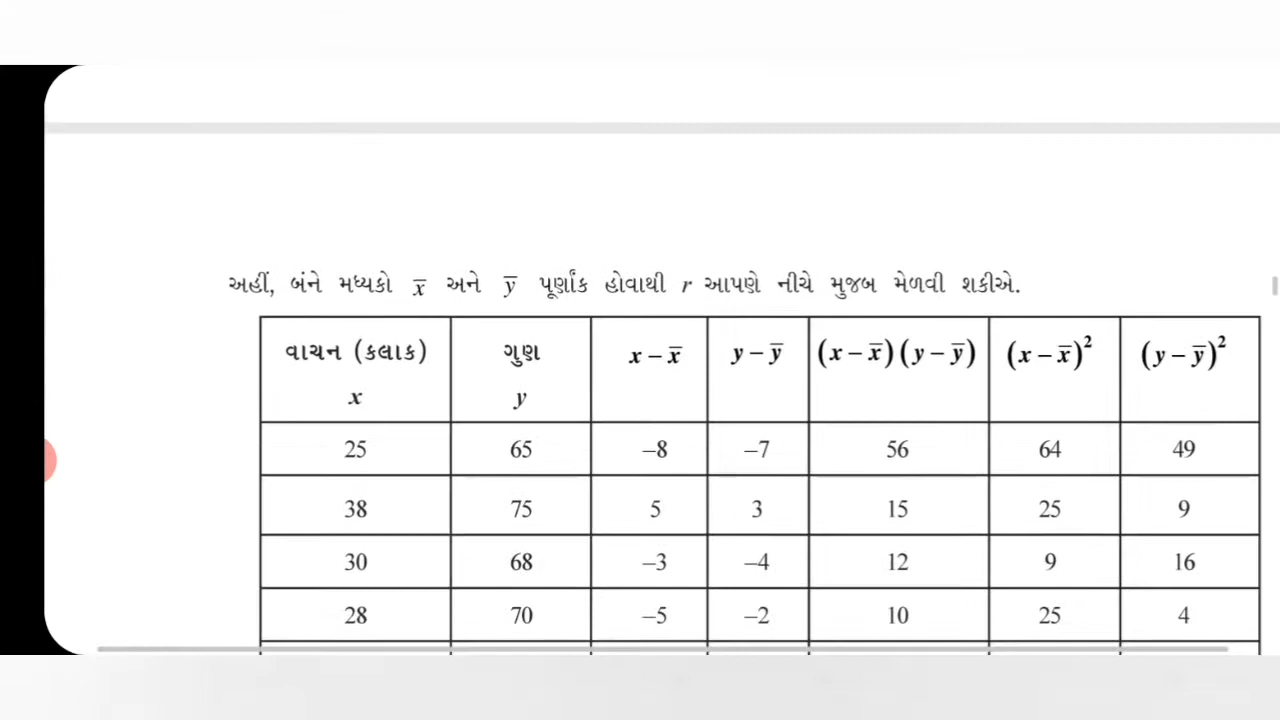 અહીં, બંને મધ્યકો x̅ અને y̅ પૂર્ણાંક હોવાથી r આપણે નીચે મુજબ મેળવી શકીએ.
વાચન (કલાક) x ગુણ y x – x̅ y – y̅ (x – x̅)(y – y̅) (x – x̅)² (y – y̅)²
25 65 –8 –7 56 64 49
38 75 5 3 15 25 9
30 68 –3 –4 12 9 16
28 70 –5 –2 10 25 4